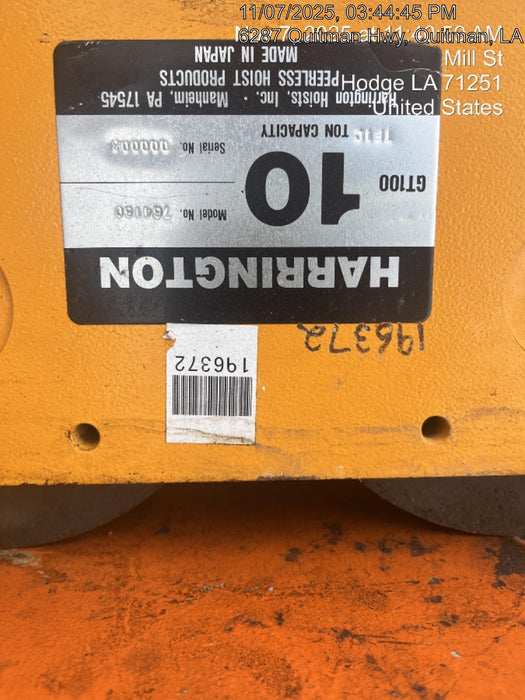 11/07/2025, 03:44:45 PM
6287 Quitman Hwy, Quitman, LA
Mill St
Hodge LA 71251
United States
HARRINGTON
GT100
10
TON CAPACITY
Model No.
Serial No.
Harrington Hoists, Inc. • Manheim, PA 17545
PEERLESS HOIST PRODUCTS
MADE IN JAPAN
196372
196372